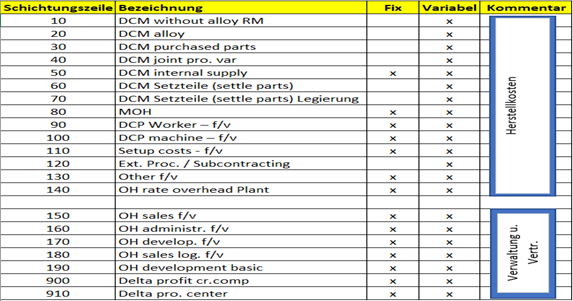 Schichtungszeile Bezeichnung Fix Variabel Kommentar
10 DCM without alloy RM x
20 DCM alloy x
30 DCM purchased parts x
40 DCM joint pro. var x
50 DCM internal supply x x
60 DCM Setzteile (settle parts) x
70 DCM Setzteile (settle parts) Legierung x
80 MOH x x
90 DCP Worker – f/v x x
100 DCP machine – f/v x x
110 Setup costs - f/v x x
120 Ext. Proc. / Subcontracting x
130 Other f/v x x
140 OH rate overhead Plant x x
Herstellkosten
150 OH sales f/v x x
160 OH administr. f/v x x
170 OH develop. f/v x x
180 OH sales log. f/v x x
190 OH development basic x x
900 Delta profit cr.comp x x
910 Delta pro. center x x
Verwaltung u.
Vertr.